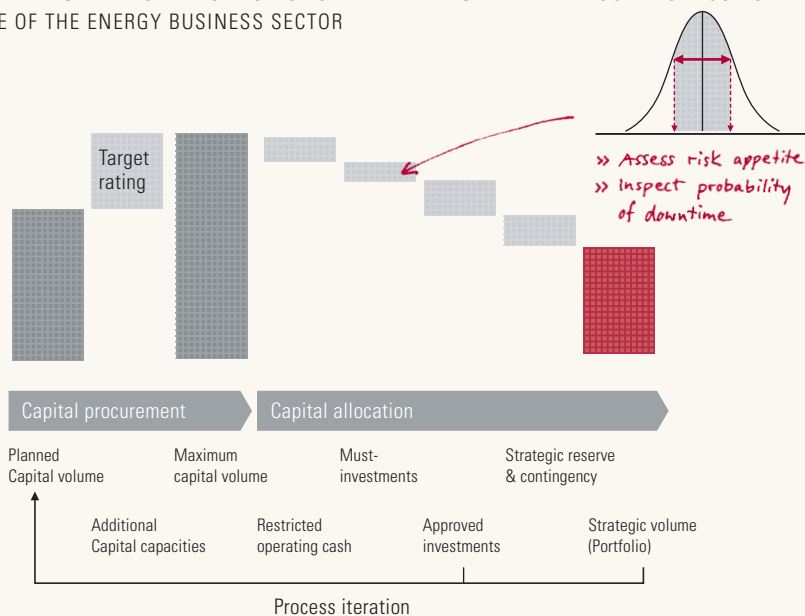 E OF THE ENERGY BUSINESS SECTOR
Target
rating
» Assess risk appetite
» Inspect probability
of downtime
Capital procurement
Capital allocation
Planned
Capital volume
Maximum
capital volume
Must-
investments
Strategic reserve
& contingency
Additional
Capital capacities
Restricted
operating cash
Approved
investments
Strategic volume
(Portfolio)
Process iteration